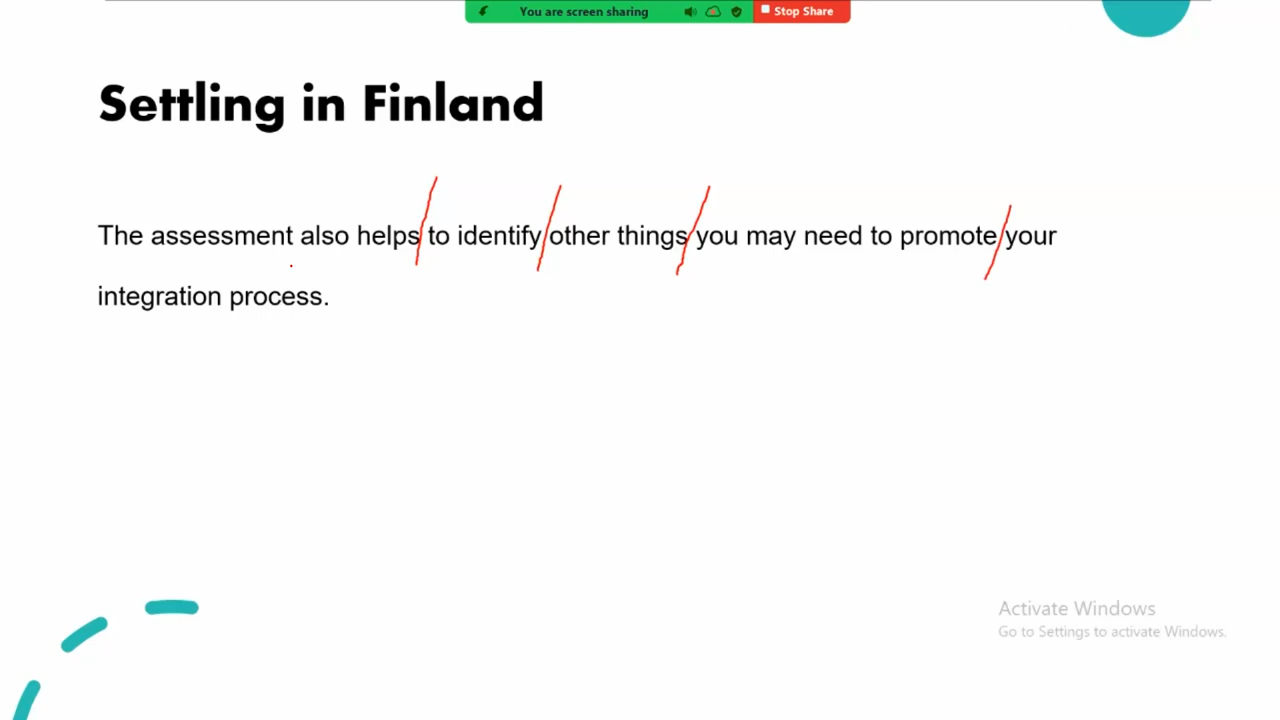 You are screen sharing
Stop Share
Settling in Finland
The assessment also helps to identify other things you may need to promote your
integration process.
Activate Windows
Go to Settings to activate Windows.